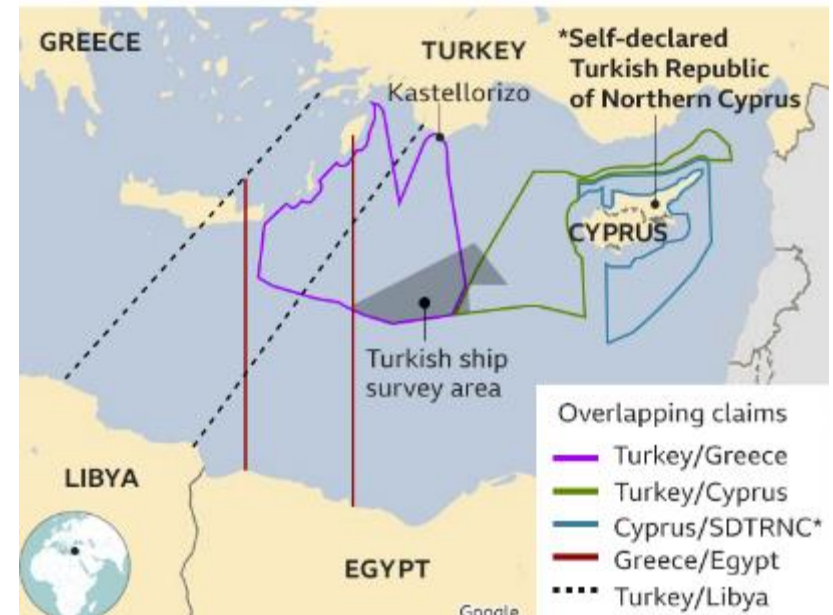 GREECE
TURKEY
*Self-declared
Turkish Republic
of Northern Cyprus
Kastellorizo
CYPRUS
Turkish ship
survey area
LIBYA
EGYPT
Google
Overlapping claims
Turkey/Greece
Turkey/Cyprus
Cyprus/SDTRNC*
Greece/Egypt
Turkey/Libya